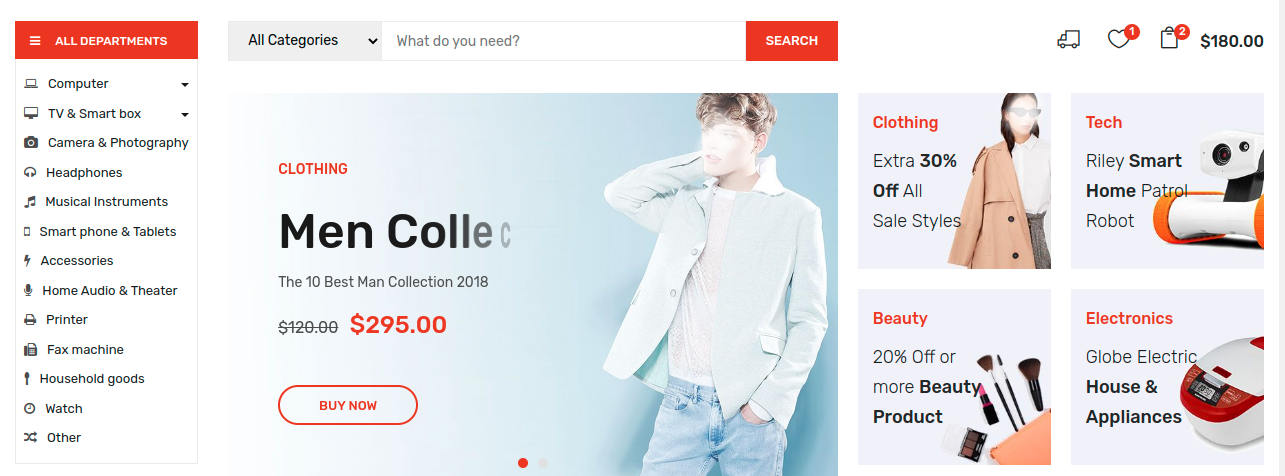 ALL DEPARTMENTS
Computer
TV & Smart box
Camera & Photography
Headphones
Musical Instruments
Smart phone & Tablets
Accessories
Home Audio & Theater
Printer
Fax machine
Household goods
Watch
Other
All Categories
What do you need?
SEARCH
1
2
$180.00
CLOTHING
Men Collec
The 10 Best Man Collection 2018
$120.00 $295.00
BUY NOW
Clothing
Extra 30%
Off All
Sale Styles
Tech
Riley Smart
Home Patrol
Robot
Beauty
20% Off or
more Beauty
Product
Electronics
Globe Electric
House &
Appliances